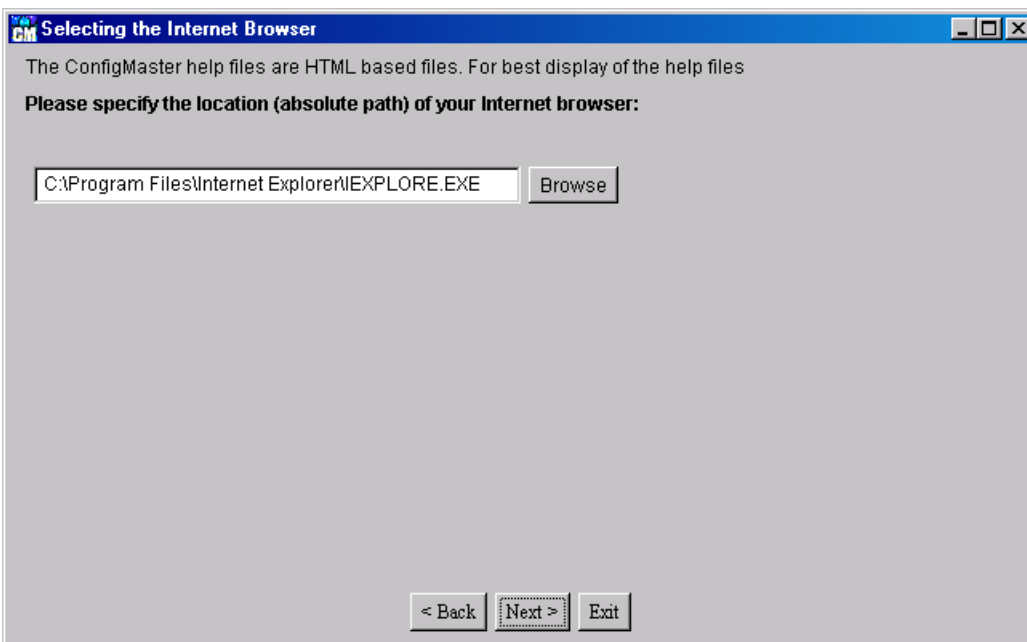 Selecting the Internet Browser
The ConfigMaster help files are HTML based files. For best display of the help files
Please specify the location (absolute path) of your Internet browser:
C:\Program Files\Internet Explorer\IEXPLORE.EXE
Browse
< Back
Next >
Exit